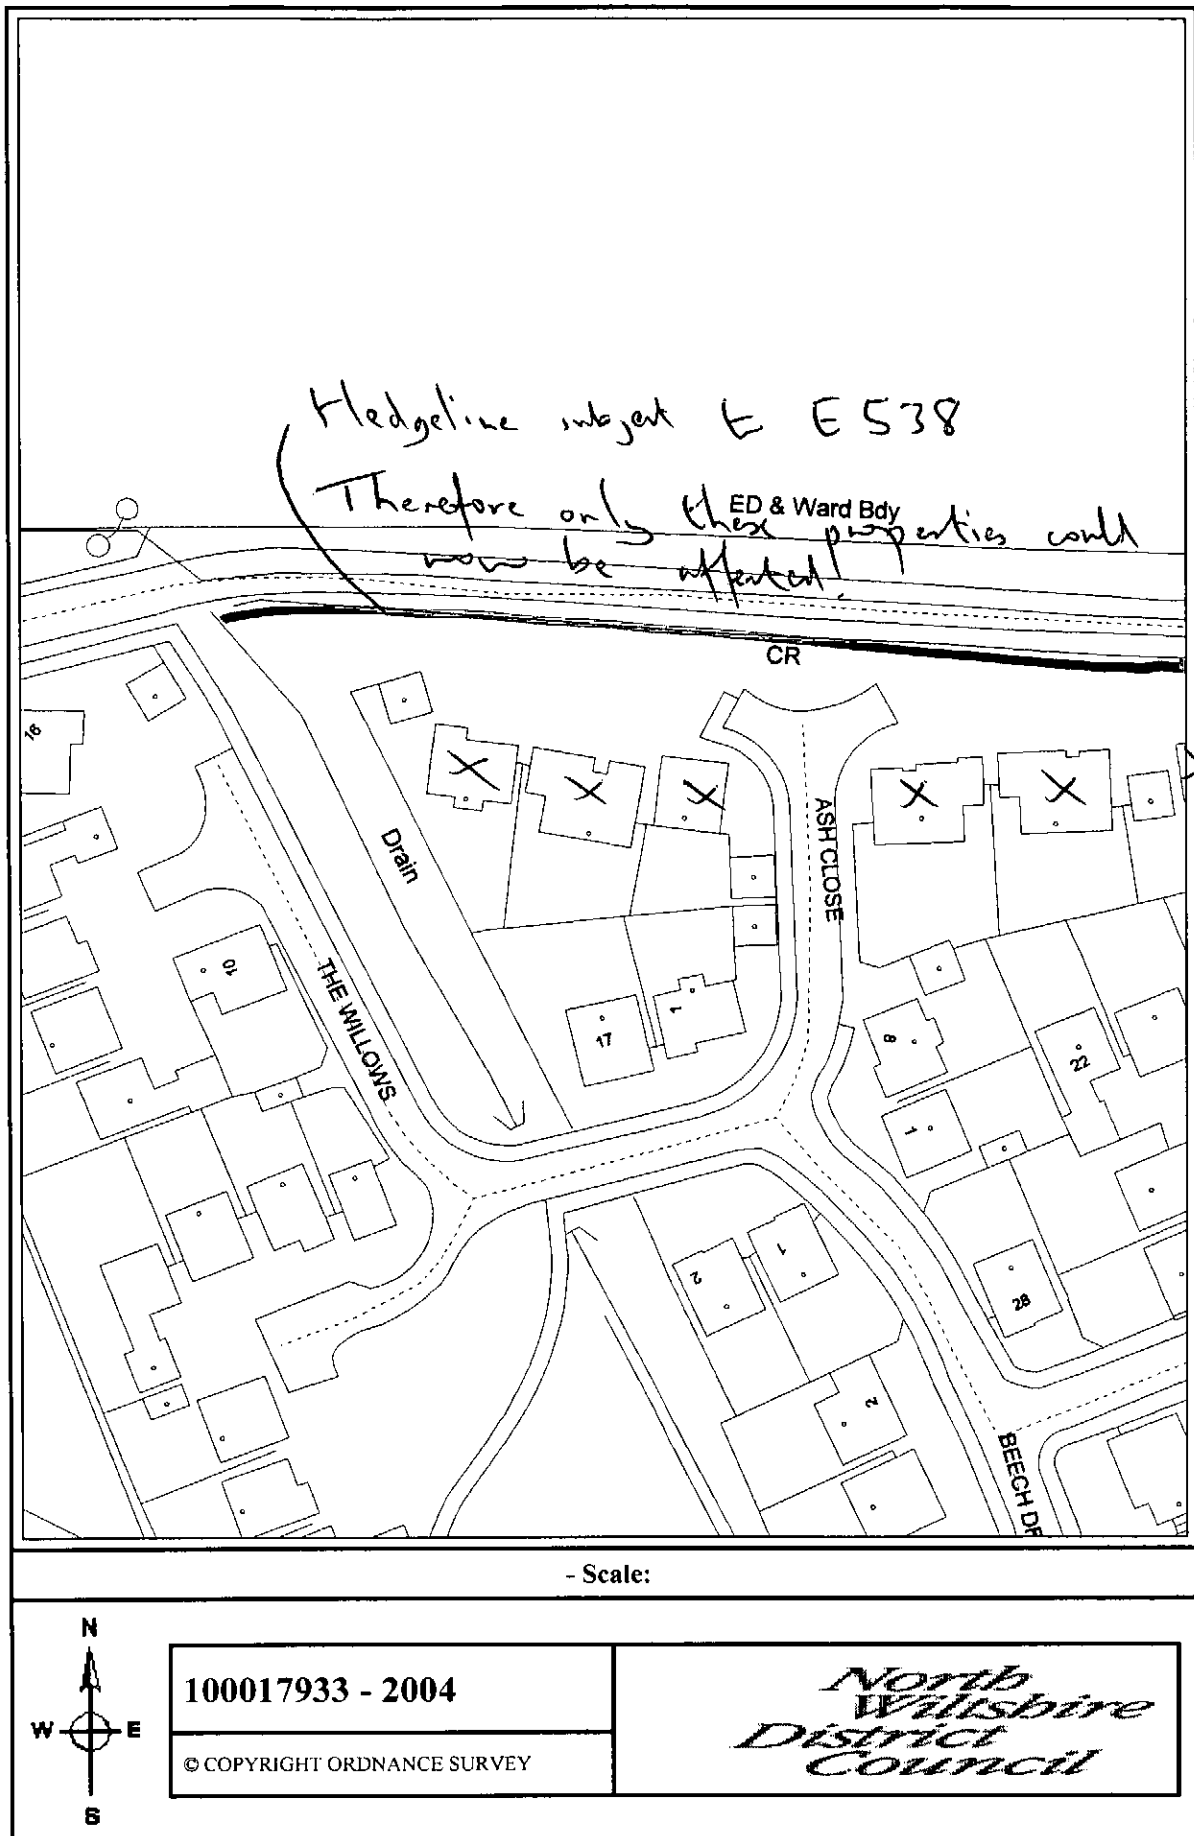 Hedgeline subject to E538
Therefore only these properties could
now be affected!
ED & Ward Bdy
CR
16
Drain
ASH CLOSE
10
THE WILLOWS
17
1
8
22
1
2
1
28
2
BEECH DR
- Scale:
N
W E
S
100017933 - 2004
© COPYRIGHT ORDNANCE SURVEY
North
Wiltshire
District
Council